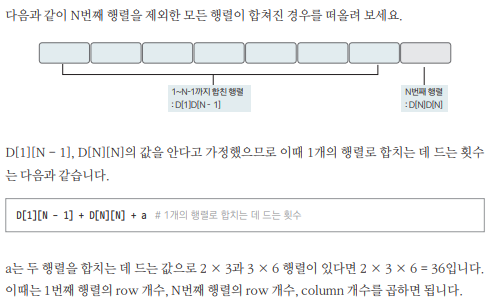 다음과 같이 N번째 행렬을 제외한 모든 행렬이 합쳐진 경우를 떠올려 보세요.
1~N-1까지 합친 행렬
: D[1]D[N - 1]
N번째 행렬
: D[N]D[N]
D[1][N - 1], D[N][N]의 값을 안다고 가정했으므로 이때 1개의 행렬로 합치는 데 드는 횟수
는 다음과 같습니다.
D[1][N - 1] + D[N][N] + a # 1개의 행렬로 합치는 데 드는 횟수
a는 두 행렬을 합치는 데 드는 값으로 2 × 3과 3 × 6 행렬이 있다면 2 × 3 × 6 = 36입니다.
이때는 1번째 행렬의 row 개수, N번째 행렬의 row 개수, column 개수를 곱하면 됩니다.